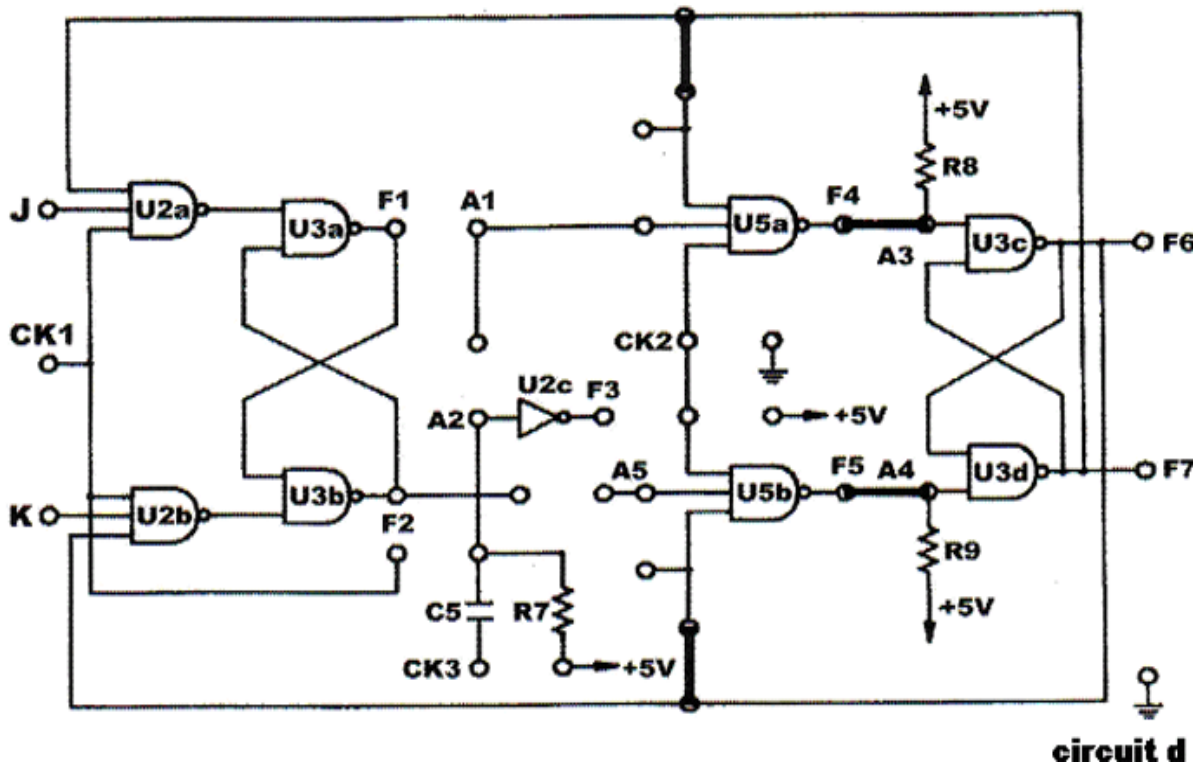 +5V
R8
J
U2a
U3a
F1
A1
U5a
F4
A3
U3c
F6
CK1
CK2
U2c
F3
A2
+5V
K
U2b
U3b
F2
A5
U5b
F5
A4
U3d
F7
R9
C5
R7
+5V
CK3
+5V
circuit d